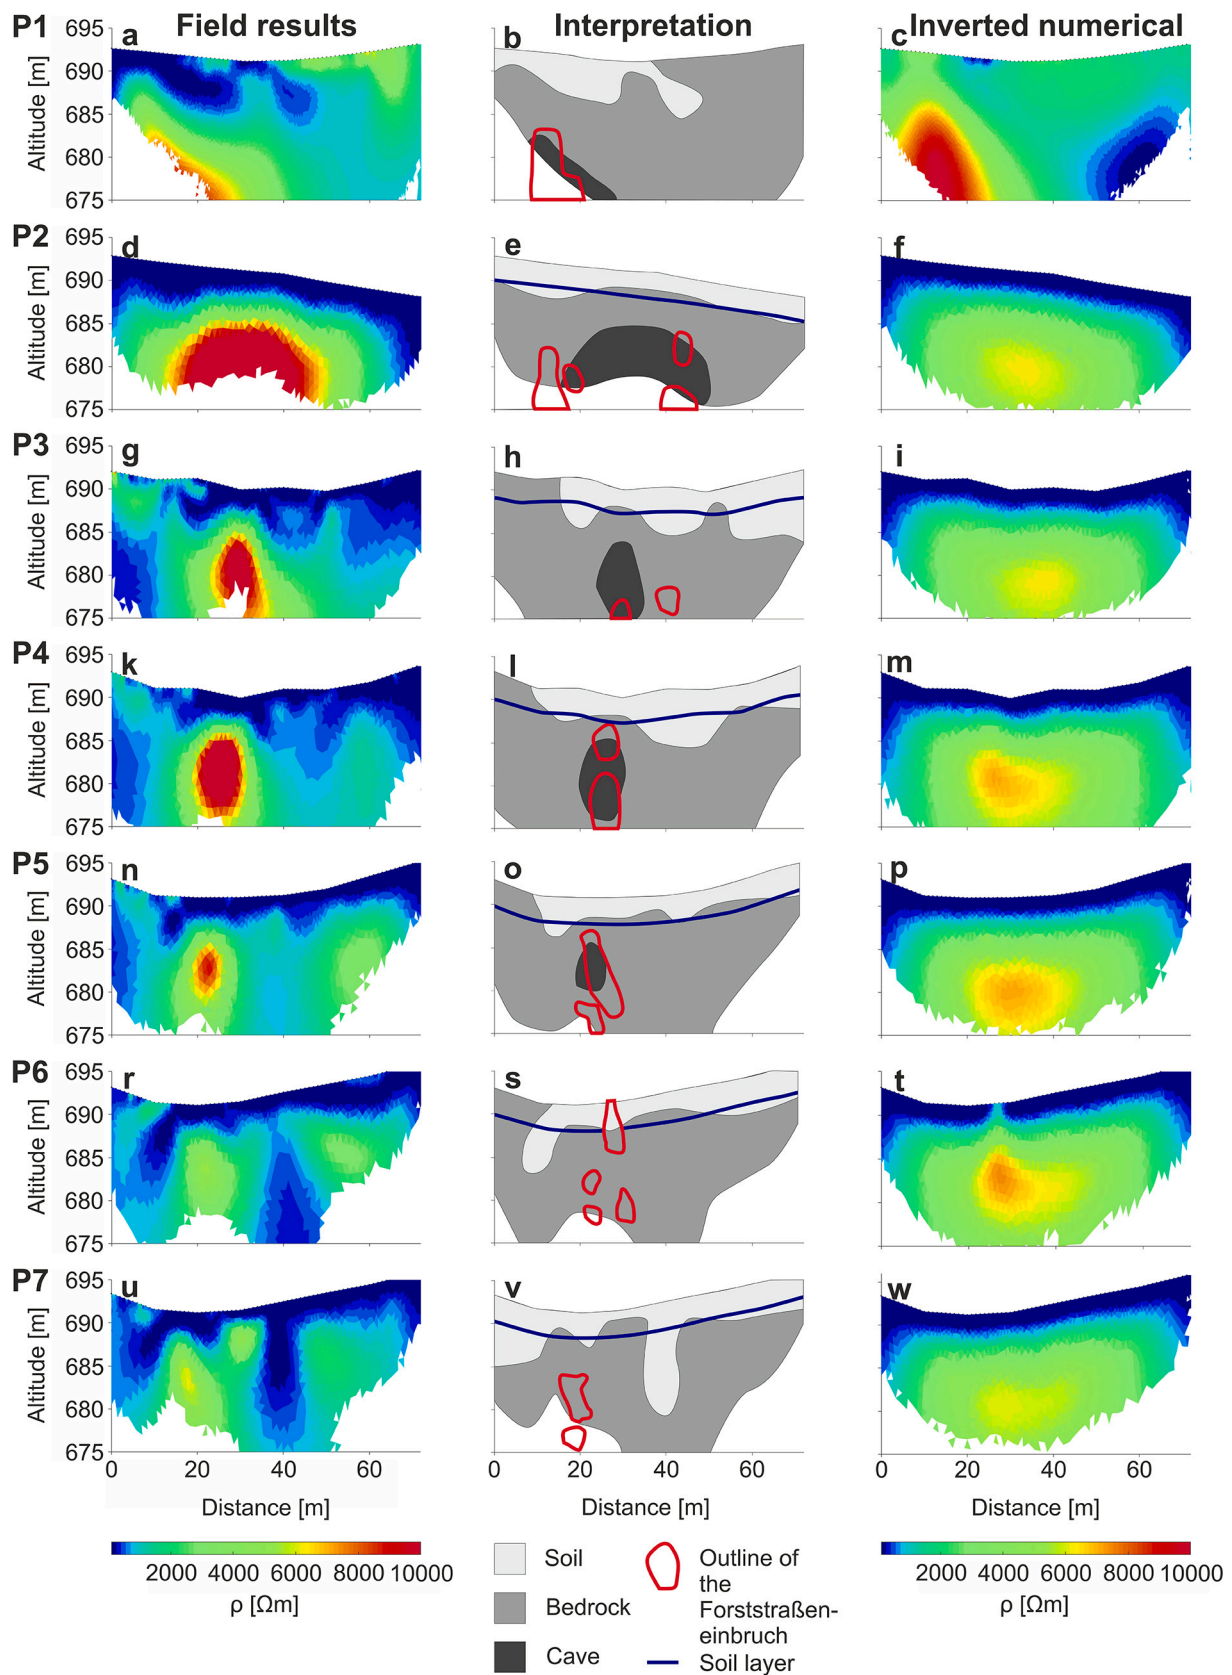 P1 Field results Interpretation Inverted numerical
a b c
695
690
685
680
675
Altitude [m]
P2
d e f
695
690
685
680
675
Altitude [m]
P3
g h i
695
690
685
680
675
Altitude [m]
P4
k l m
695
690
685
680
675
Altitude [m]
P5
n o p
695
690
685
680
675
Altitude [m]
P6
r s t
695
690
685
680
675
Altitude [m]
P7
u v w
695
690
685
680
675
Altitude [m]
0 20 40 60 0 20 40 60 0 20 40 60
Distance [m] Distance [m] Distance [m]
2000 4000 6000 8000 10000
ρ [Ωm]
Soil
Bedrock
Cave
Outline of
the
Forststraßen-
einbruch
Soil layer
2000 4000 6000 8000 10000
ρ [Ωm]